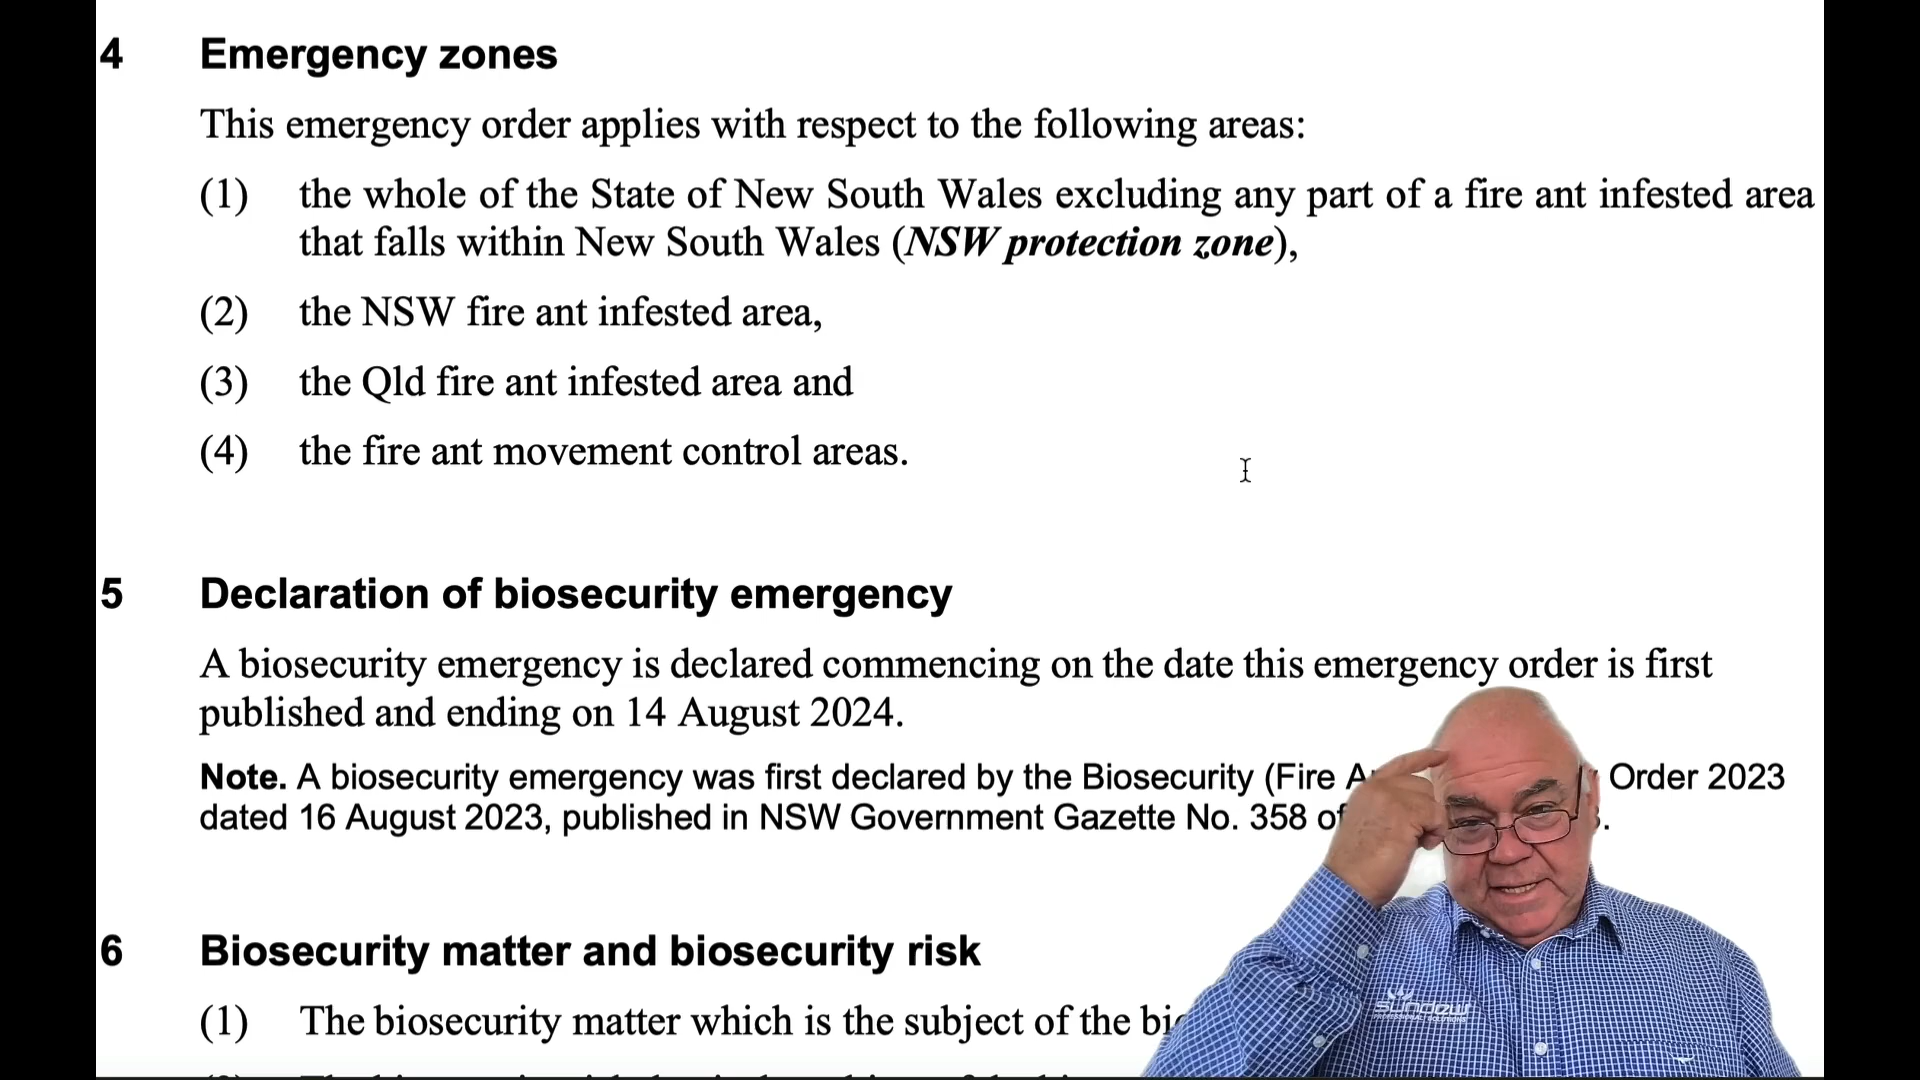 4 Emergency zones
This emergency order applies with respect to the following areas:
(1) the whole of the State of New South Wales excluding any part of a fire ant infested area
that falls within New South Wales (NSW protection zone),
(2) the NSW fire ant infested area,
(3) the Qld fire ant infested area and
(4) the fire ant movement control areas.
5 Declaration of biosecurity emergency
A biosecurity emergency is declared commencing on the date this emergency order is first
published and ending on 14 August 2024.
Note. A biosecurity emergency was first declared by the Biosecurity (Fire Order 2023
dated 16 August 2023, published in NSW Government Gazette No. 358
6 Biosecurity matter and biosecurity risk
(1) The biosecurity matter which is the subject of the
sundew